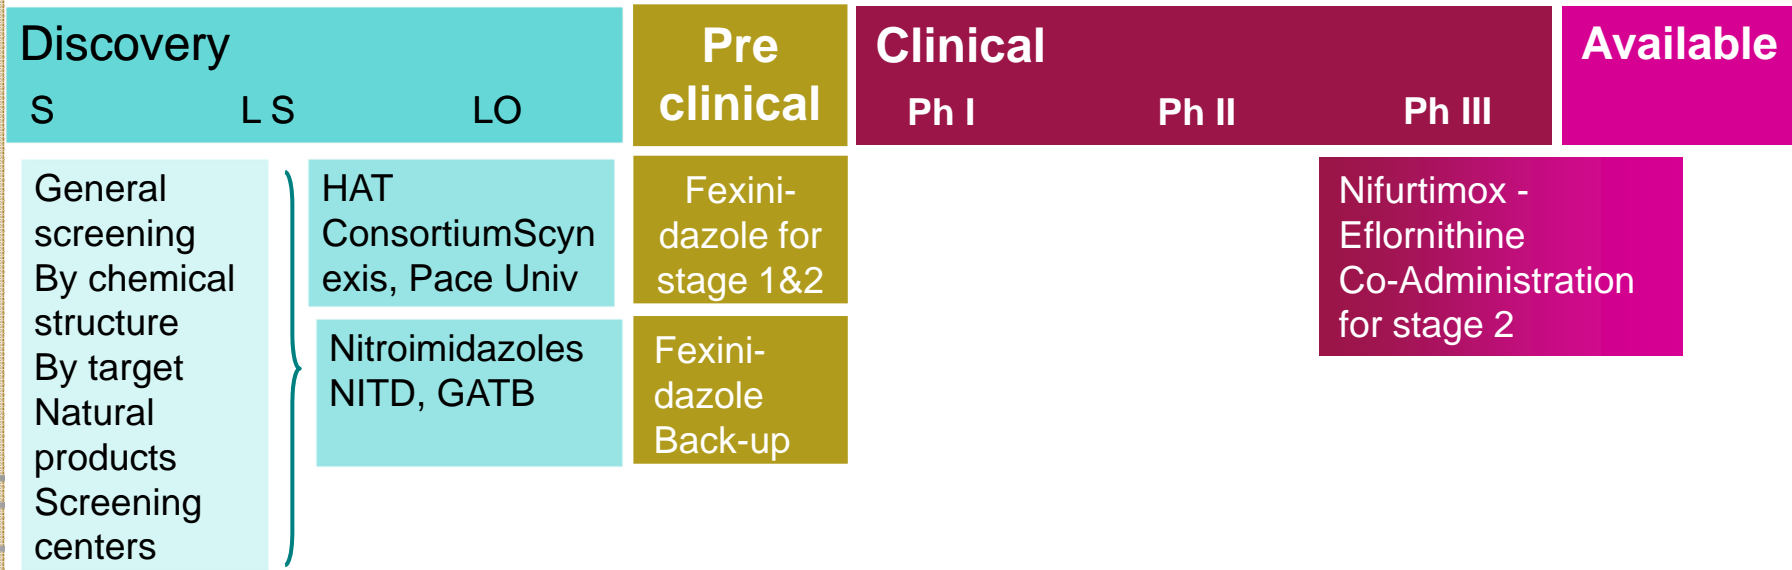 Discovery
S L S LO
Pre
clinical
Clinical
Ph I Ph II Ph III
Available
General
screening
By chemical
structure
By target
Natural
products
Screening
centers
HAT
ConsortiumScyn
exis, Pace Univ
Nitroimidazoles
NITD, GATB
Fexini-
dazole for
stage 1&2
Fexini-
dazole
Back-up
Nifurtimox -
Eflornithine
Co-Administration
for stage 2